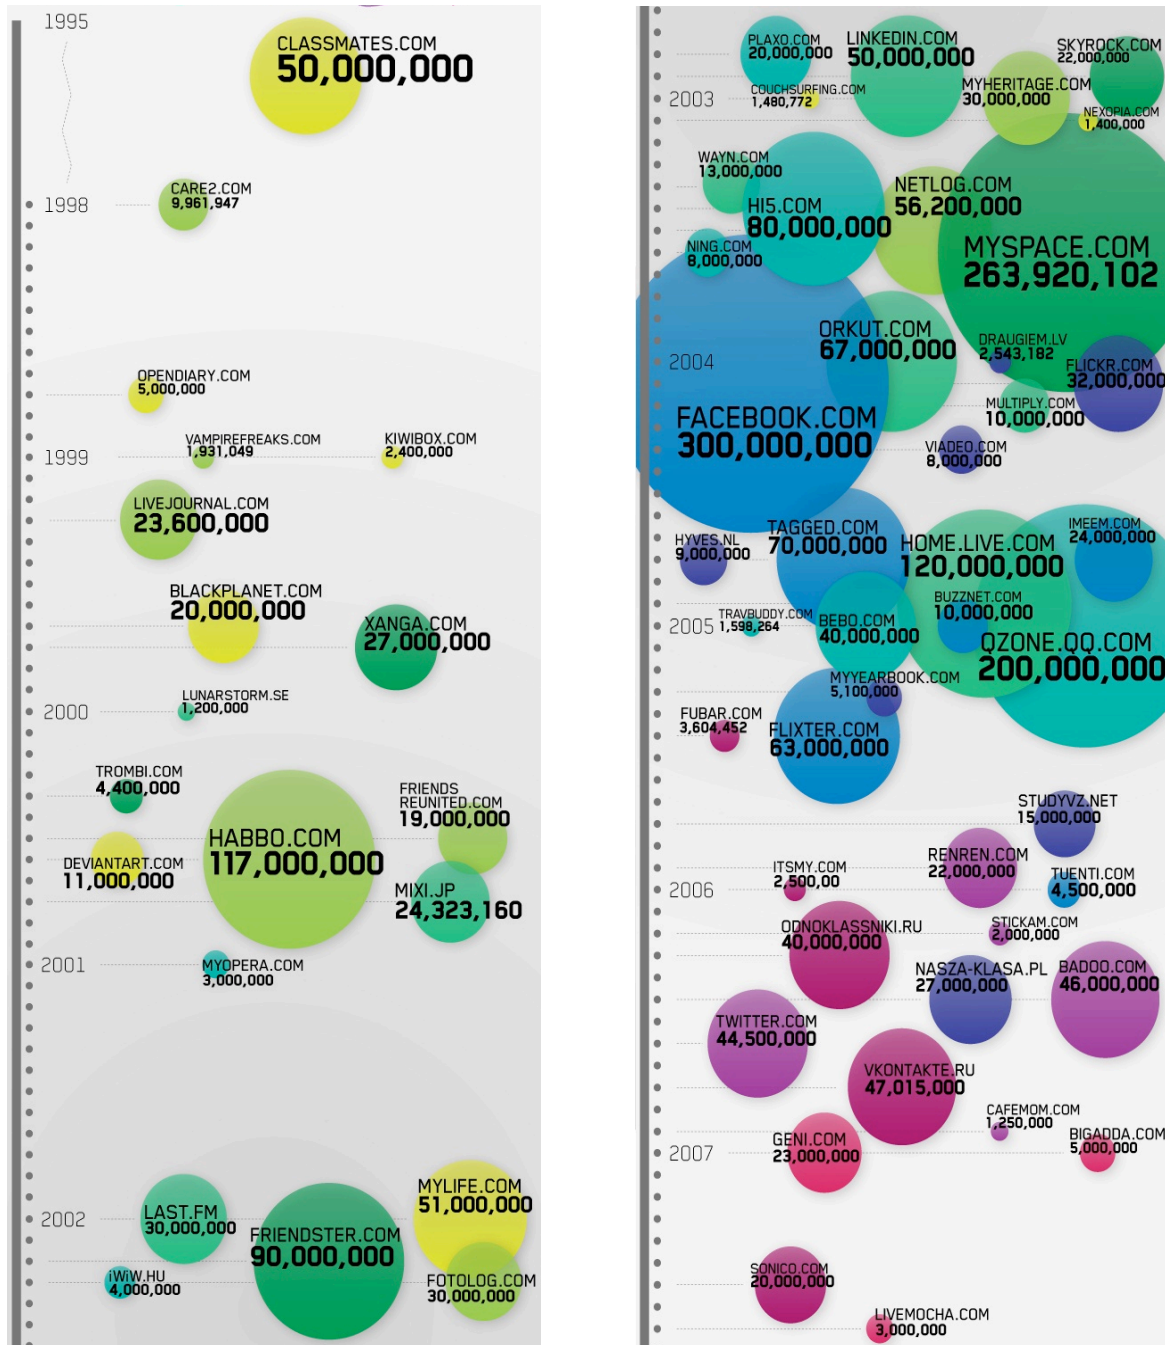 1995
CLASSMATES.COM
50,000,000
CARE2.COM
9,961,947
1998
OPENDIARY.COM
5,000,000
VAMPIREFREAKS.COM
1,931,049
KIWIBOX.COM
2,400,000
1999
LIVEJOURNAL.COM
23,600,000
BLACKPLANET.COM
20,000,000
XANGA.COM
27,000,000
LUNARSTORM.SE
1,200,000
2000
TROMBI.COM
4,400,000
FRIENDS
REUNITED.COM
19,000,000
HABBO.COM
117,000,000
DEVIANTART.COM
11,000,000
MIXI.JP
24,323,160
2001
MYOPERA.COM
3,000,000
MYLIFE.COM
51,000,000
LAST.FM
30,000,000
2002
FRIENDSTER.COM
90,000,000
iWiW.HU
4,000,000
FOTOLOG.COM
30,000,000
PLAXO.COM
20,000,000
LINKEDIN.COM
50,000,000
SKYROCK.COM
22,000,000
COUCHSURFING.COM
1,480,772
MYHERITAGE.COM
30,000,000
2003
NEXOPIA.COM
1,400,000
WAYN.COM
13,000,000
NETLOG.COM
56,200,000
HI5.COM
80,000,000
NING.COM
8,000,000
MYSPACE.COM
263,920,102
ORKUT.COM
67,000,000
DRAUGIEM.LV
2,543,182
2004
FLICKR.COM
32,000,000
MULTIPLY.COM
10,000,000
FACEBOOK.COM
300,000,000
VIADEO.COM
8,000,000
HYVES.NL
9,000,000
TAGGED.COM
70,000,000
HOME.LIVE.COM
120,000,000
IMEEM.COM
24,000,000
BUZZNET.COM
10,000,000
TRAVBUDDY.COM
1,598,264
2005
BEBO.COM
40,000,000
QZONE.QQ.COM
200,000,000
MYYEARBOOK.COM
5,100,000
FUBAR.COM
3,604,452
FLIXTER.COM
63,000,000
STUDYVZ.NET
15,000,000
ITSMY.COM
2,500,00
RENREN.COM
22,000,000
TUENTI.COM
4,500,000
2006
ODNOKLASSNIKI.RU
40,000,000
STICKAM.COM
2,000,000
NASZA-KLASA.PL
27,000,000
BADOO.COM
46,000,000
TWITTER.COM
44,500,000
VKONTAKTE.RU
47,015,000
CAFEMOM.COM
1,250,000
GENI.COM
23,000,000
BIGADDA.COM
5,000,000
2007
SONICO.COM
20,000,000
LIVEMOCHA.COM
3,000,000